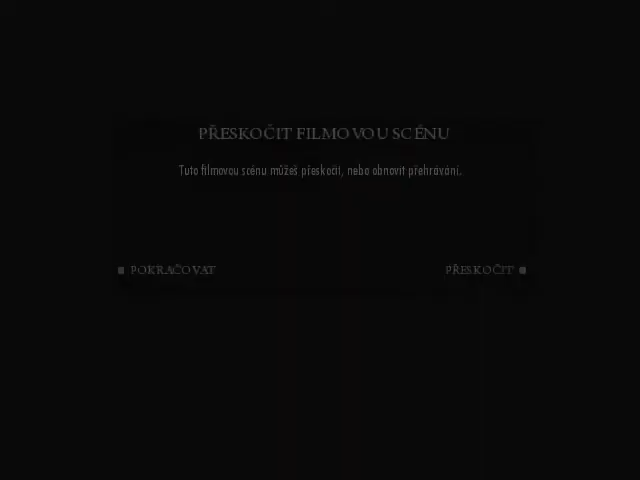 PŘESKOČIT FILMOVOU SCÉNU
Tuto filmovou scénu můžeš přeskočit, nebo obnovit přehrávání.
POKRAČOVAT
PŘESKOČIT